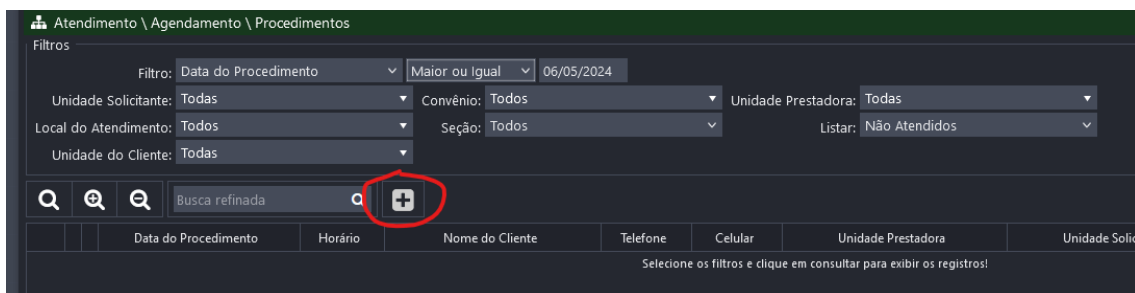 Atendimento \ Agendamento \ Procedimentos
Filtros
Filtro: Data do Procedimento Maior ou Igual 06/05/2024
Unidade Solicitante: Todas Convênio: Todos Unidade Prestadora: Todas
Local do Atendimento: Todos Seção: Todos Listar: Não Atendidos
Unidade do Cliente: Todas
Busca refinada
Data do Procedimento Horário Nome do Cliente Telefone Celular Unidade Prestadora Unidade Solic
Selecione os filtros e clique em consultar para exibir os registros!